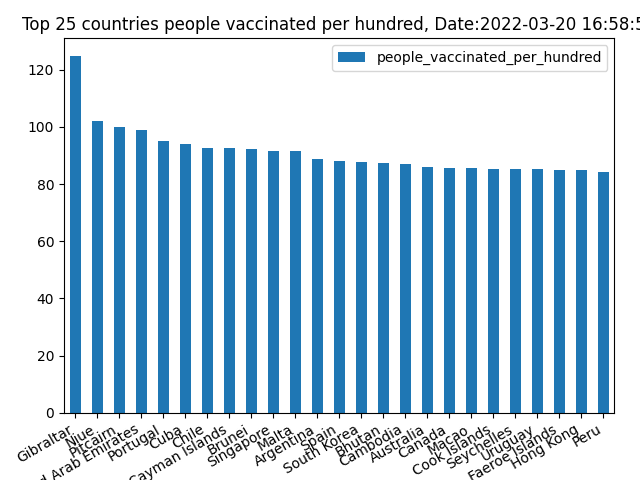 Top 25 countries people vaccinated per hundred, Date:2022-03-20 16:58:5
people_vaccinated_per_hundred
120
100
80
60
40
20
0
Gibraltar
Niue
Pitcairn
d Arab Emirates
Portugal
Cuba
Chile
Cayman Islands
Brunei
Singapore
Malta
Argentina
Spain
South Korea
Bhutan
Cambodia
Australia
Canada
Macao
Cook Islands
Seychelles
Uruguay
Faeroe Islands
Hong Kong
Peru